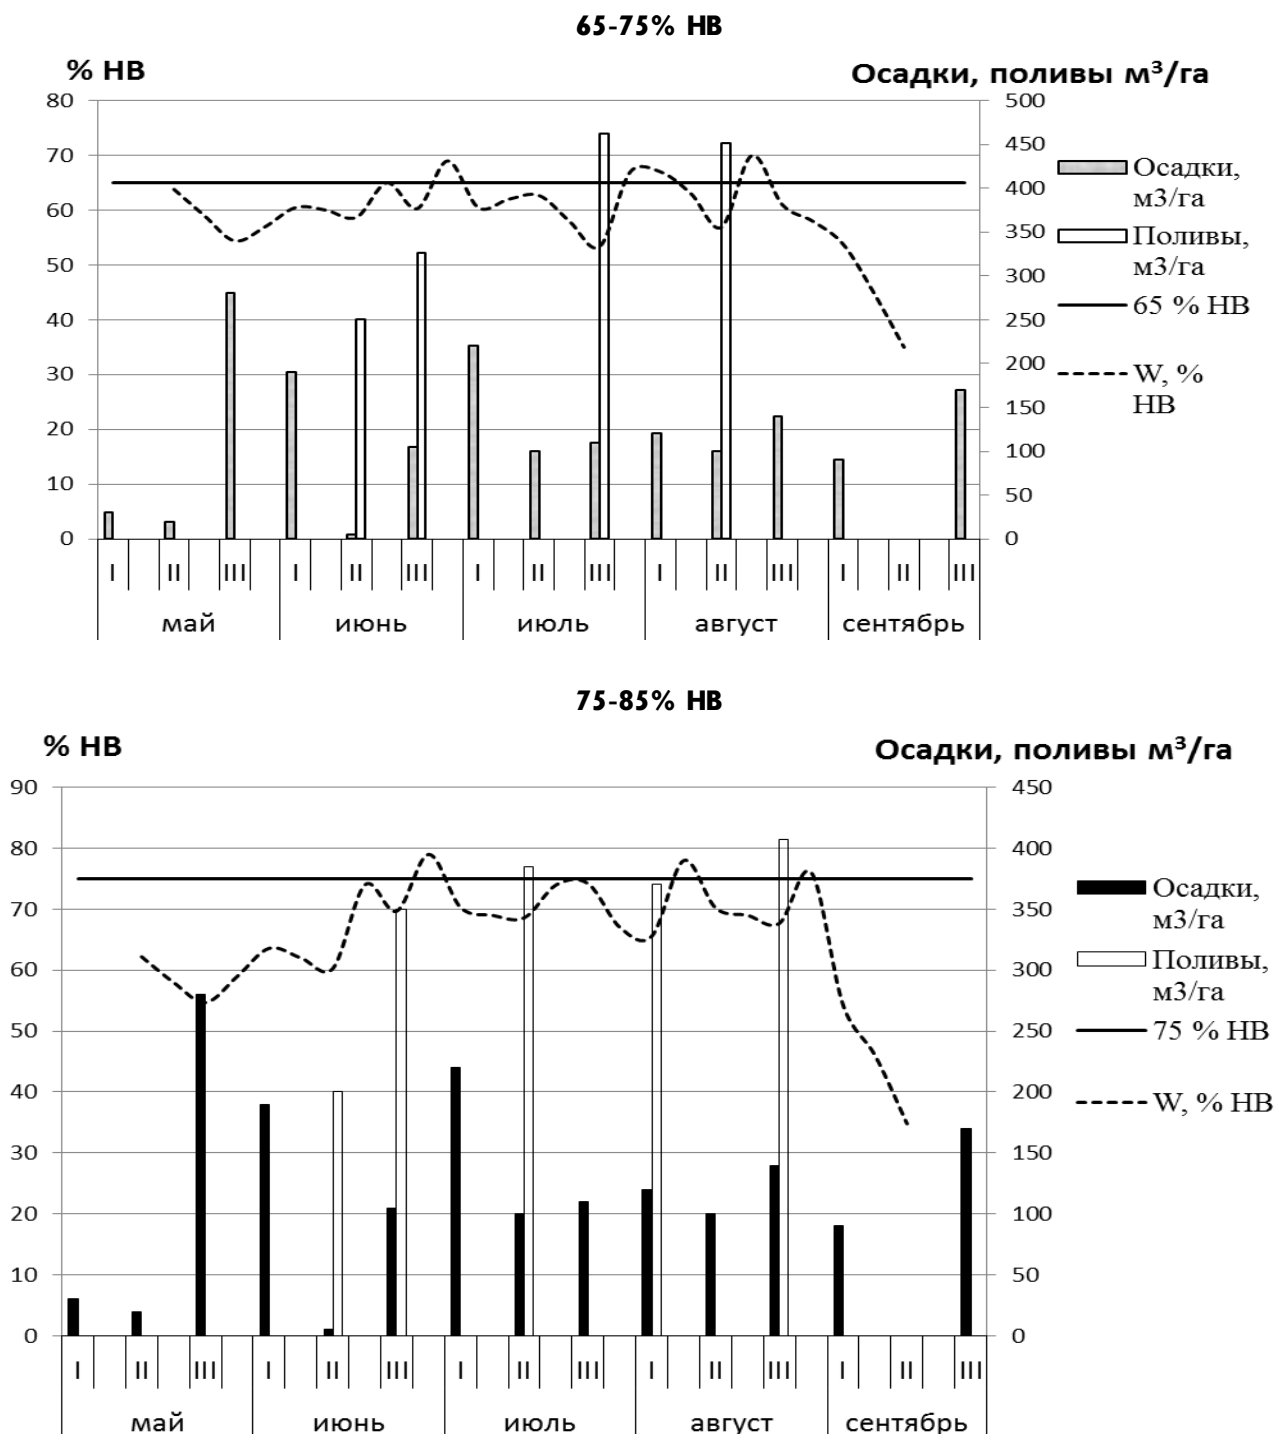 65-75% НВ
% НВ
Осадки, поливы м³/га
80
70
60
50
40
30
20
10
0
500
450
400
350
300
250
200
150
100
50
0
Осадки,
м3/га
Поливы,
м3/га
65 % НВ
W, %
НВ
I II III I II III I II III I II III I II III
май июнь июль август сентябрь
75-85% НВ
% НВ
Осадки, поливы м³/га
90
80
70
60
50
40
30
20
10
0
450
400
350
300
250
200
150
100
50
0
Осадки,
м3/га
Поливы,
м3/га
75 % НВ
W, % НВ
I II III I II III I II III I II III I II III
май июнь июль август сентябрь